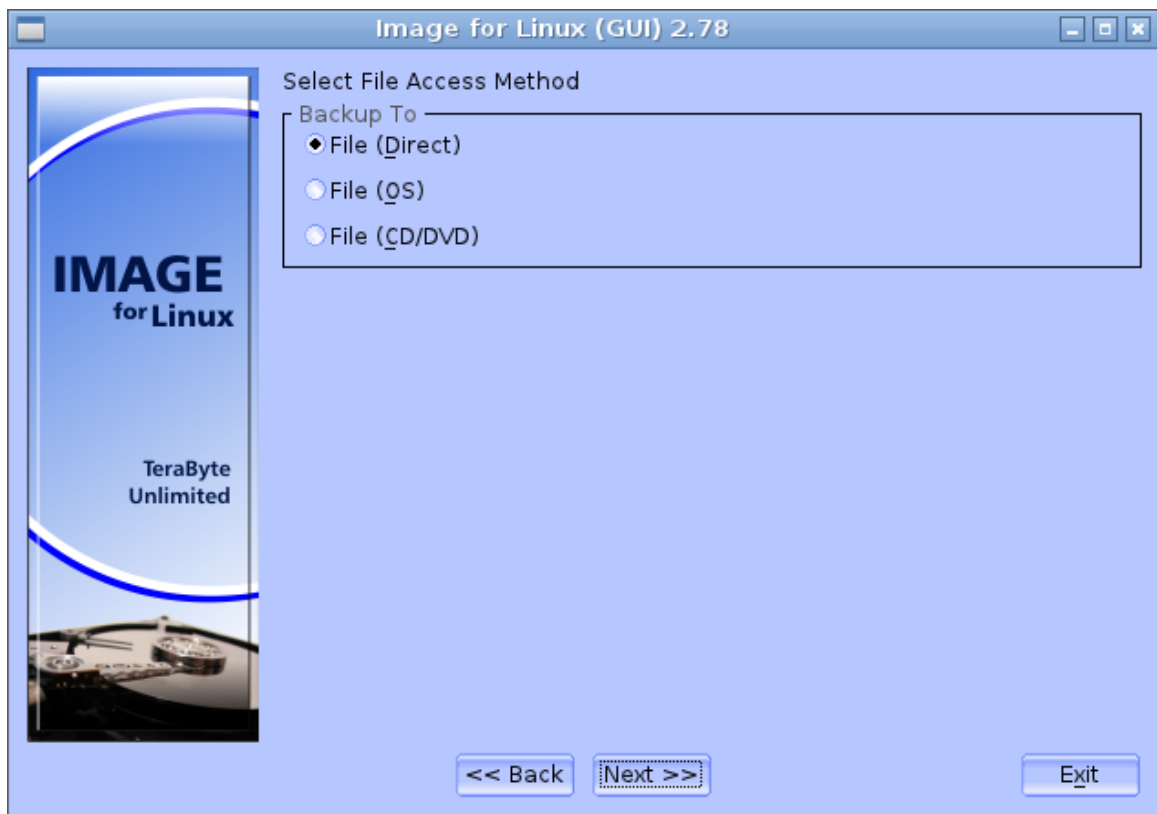 Image for Linux (GUI) 2.78
Select File Access Method
Backup To
File (Direct)
File (OS)
File (CD/DVD)
IMAGE
for Linux
TeraByte
Unlimited
<< Back
Next >>
Exit